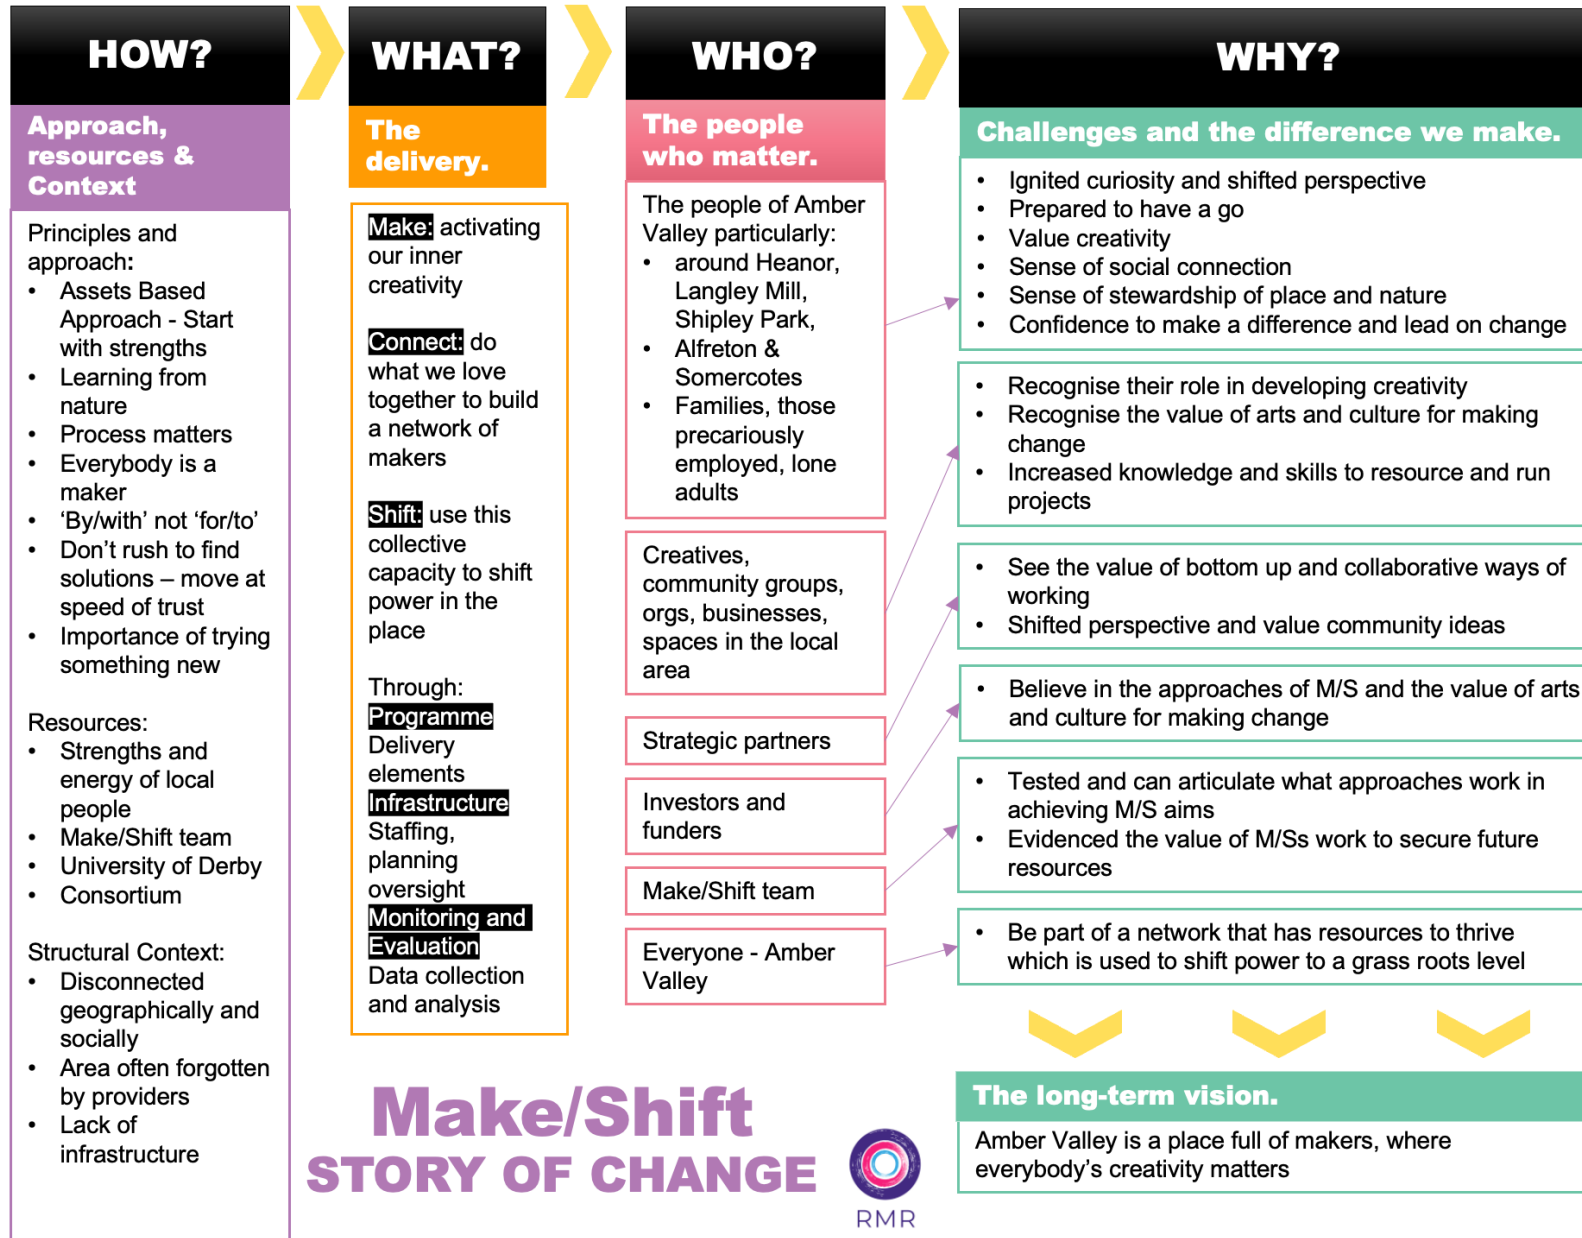 HOW?
Approach,
resources &
Context
Principles and
approach:
• Assets Based
Approach - Start
with strengths
• Learning from
nature
• Process matters
• Everybody is a
maker
• ‘By/with’ not ‘for/to’
• Don’t rush to find
solutions – move at
speed of trust
• Importance of trying
something new
Resources:
• Strengths and
energy of local
people
• Make/Shift team
• University of Derby
• Consortium
Structural Context:
• Disconnected
geographically and
socially
• Area often forgotten
by providers
• Lack of
infrastructure
WHAT?
The
delivery.
Make: activating
our inner
creativity
Connect: do
what we love
together to build
a network of
makers
Shift: use this
collective
capacity to shift
power in the
place
Through:
Programme
Delivery
elements
Infrastructure
Staffing,
planning
oversight
Monitoring and
Evaluation
Data collection
and analysis
WHO?
The people
who matter.
The people of Amber
Valley particularly:
• around Heanor,
Langley Mill,
Shipley Park,
• Alfreton &
Somercotes
• Families, those
precariously
employed, lone
adults
Creatives,
community groups,
orgs, businesses,
spaces in the local
area
Strategic partners
Investors and
funders
Make/Shift team
Everyone - Amber
Valley
WHY?
Challenges and the difference we make.
• Ignited curiosity and shifted perspective
• Prepared to have a go
• Value creativity
• Sense of social connection
• Sense of stewardship of place and nature
• Confidence to make a difference and lead on change
• Recognise their role in developing creativity
• Recognise the value of arts and culture for making
change
• Increased knowledge and skills to resource and run
projects
• See the value of bottom up and collaborative ways of
working
• Shifted perspective and value community ideas
• Believe in the approaches of M/S and the value of arts
and culture for making change
• Tested and can articulate what approaches work in
achieving M/S aims
• Evidenced the value of M/Ss work to secure future
resources
• Be part of a network that has resources to thrive
which is used to shift power to a grass roots level
The long-term vision.
Amber Valley is a place full of makers, where
everybody’s creativity matters
Make/Shift
STORY OF CHANGE
RMR